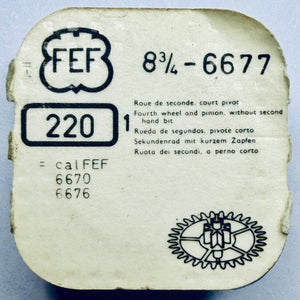 FEF
8¾-6677
220 1
Roue de seconde, court pivot
Fourth wheel and pinion, without second
hand bit
Rueda de segundos, pivote corto
Sekundenrad mit kurzem Zapfen
Ruota dei secondi, a perno corto
= cal FEF
6670
6676